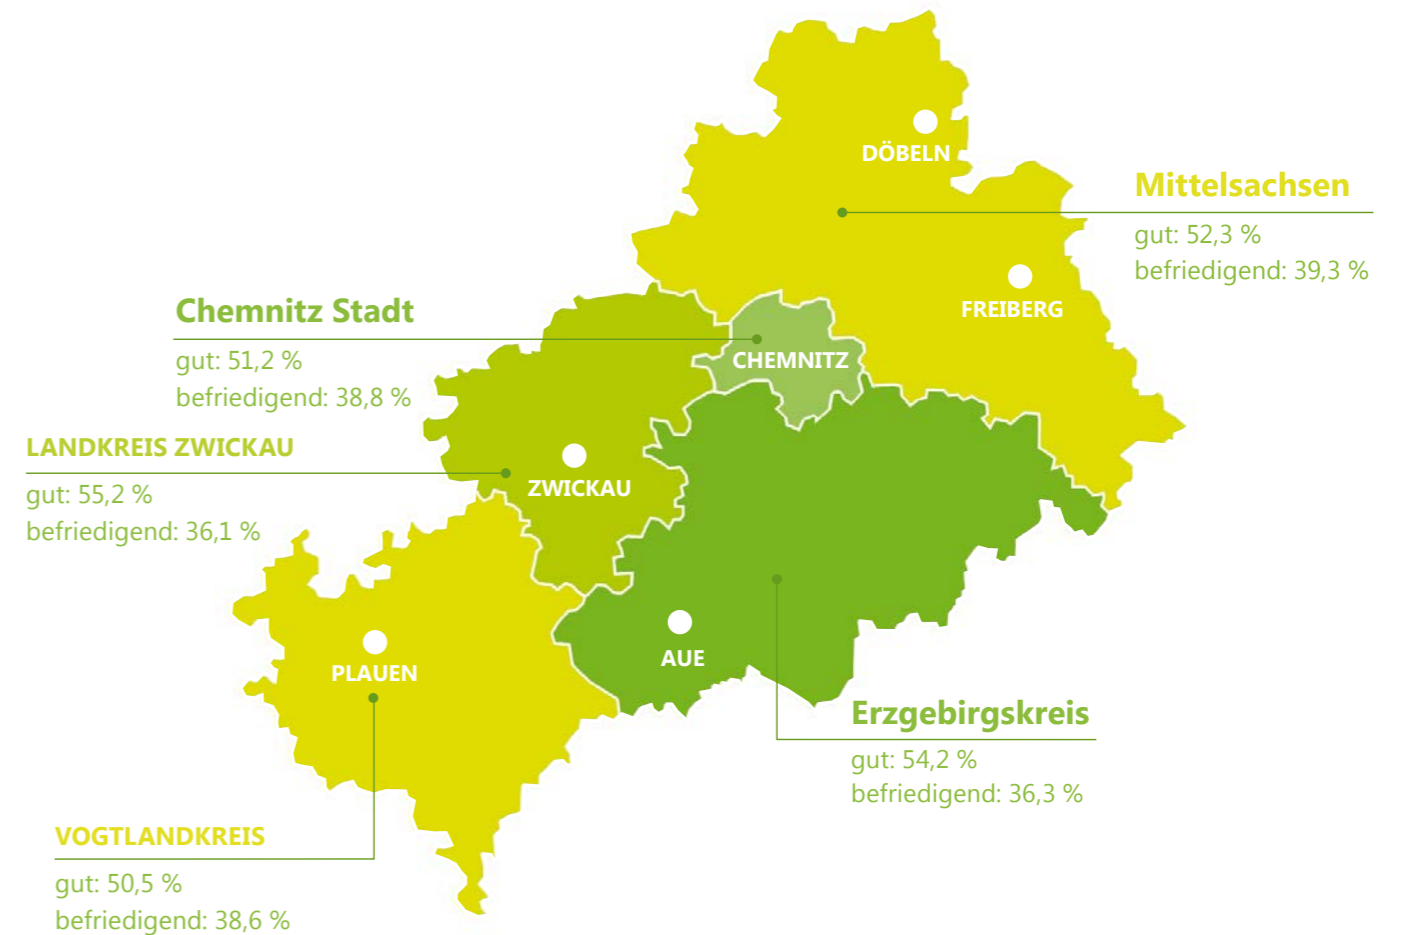 DÖBELN
Mittelsachsen
gut: 52,3 %
befriedigend: 39,3 %
FREIBERG
Chemnitz Stadt
gut: 51,2 %
befriedigend: 38,8 %
CHEMNITZ
LANDKREIS ZWICKAU
gut: 55,2 %
befriedigend: 36,1 %
ZWICKAU
PLAUEN
AUE
Erzgebirgskreis
gut: 54,2 %
befriedigend: 36,3 %
VOGTLANDKREIS
gut: 50,5 %
befriedigend: 38,6 %